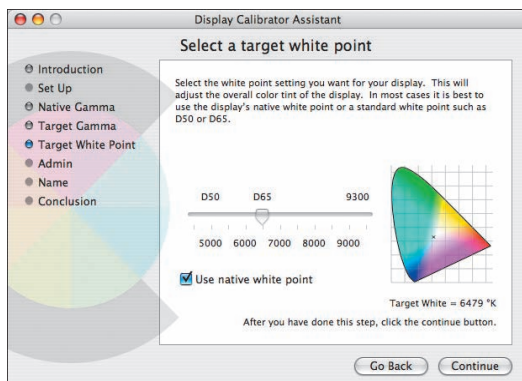 Display Calibrator Assistant
Select a target white point
Introduction
Set Up
Native Gamma
Target Gamma
Target White Point
Admin
Name
Conclusion
Select the white point setting you want for your display. This will
adjust the overall color tint of the display. In most cases it is best to
use the display's native white point or a standard white point such as
D50 or D65.
D50 D65 9300
5000 6000 7000 8000 9000
Use native white point
Target White = 6479 °K
After you have done this step, click the continue button.
Go Back Continue